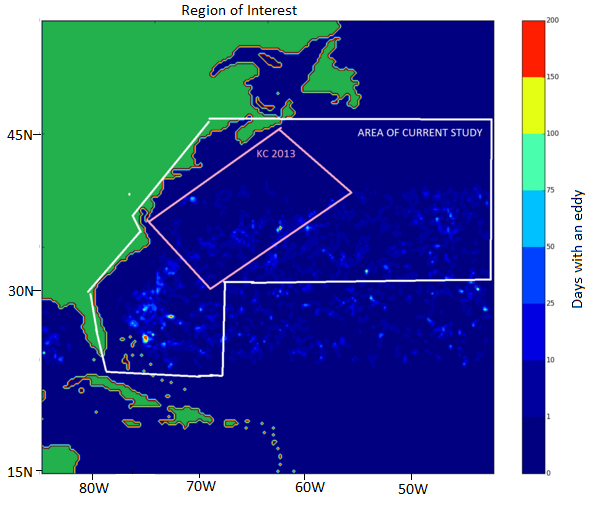 Region of Interest
200
150
100
75
50
25
10
1
0
Days with an eddy
45N
30N
15N
80W
70W
60W
50W
AREA OF CURRENT STUDY
KC 2013